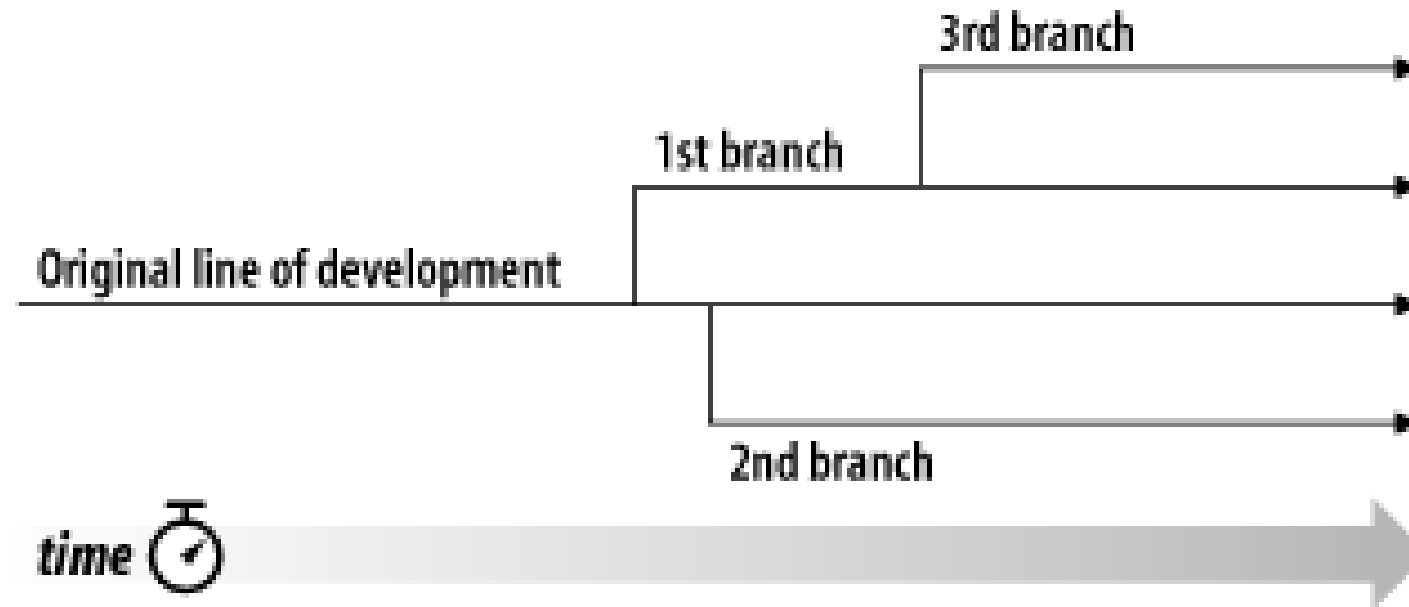 3rd branch
1st branch
Original line of development
2nd branch
time